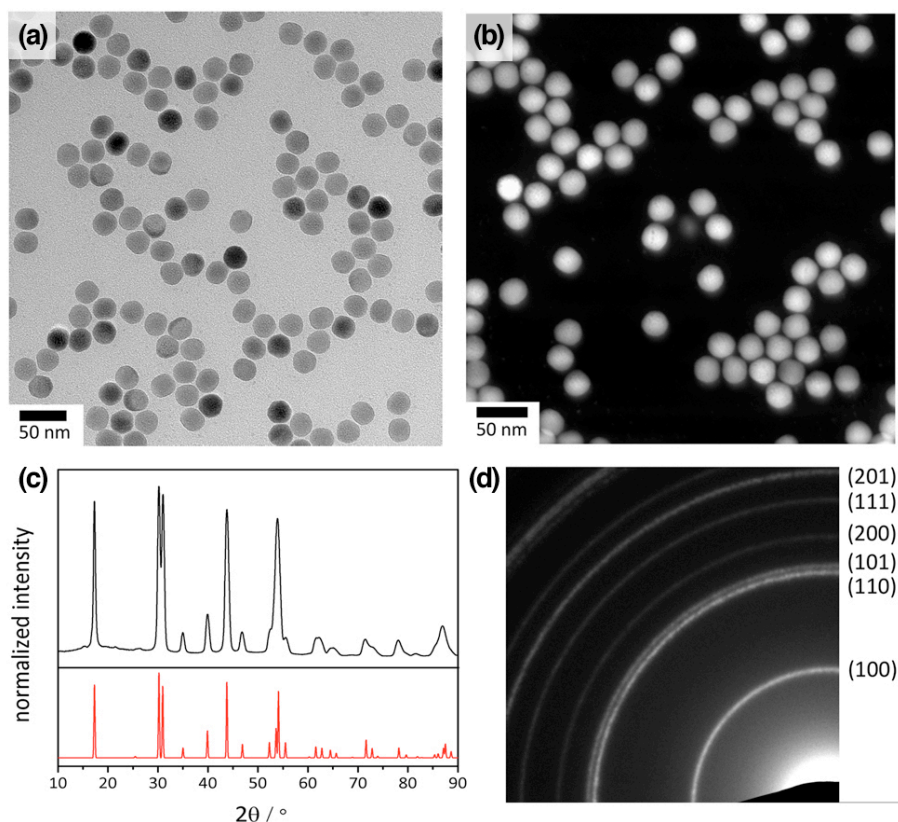 (a)
50 nm
(b)
50 nm
(c)
normalized intensity
10 20 30 40 50 60 70 80 90
2θ / °
(d)
(201)
(111)
(200)
(101)
(110)
(100)